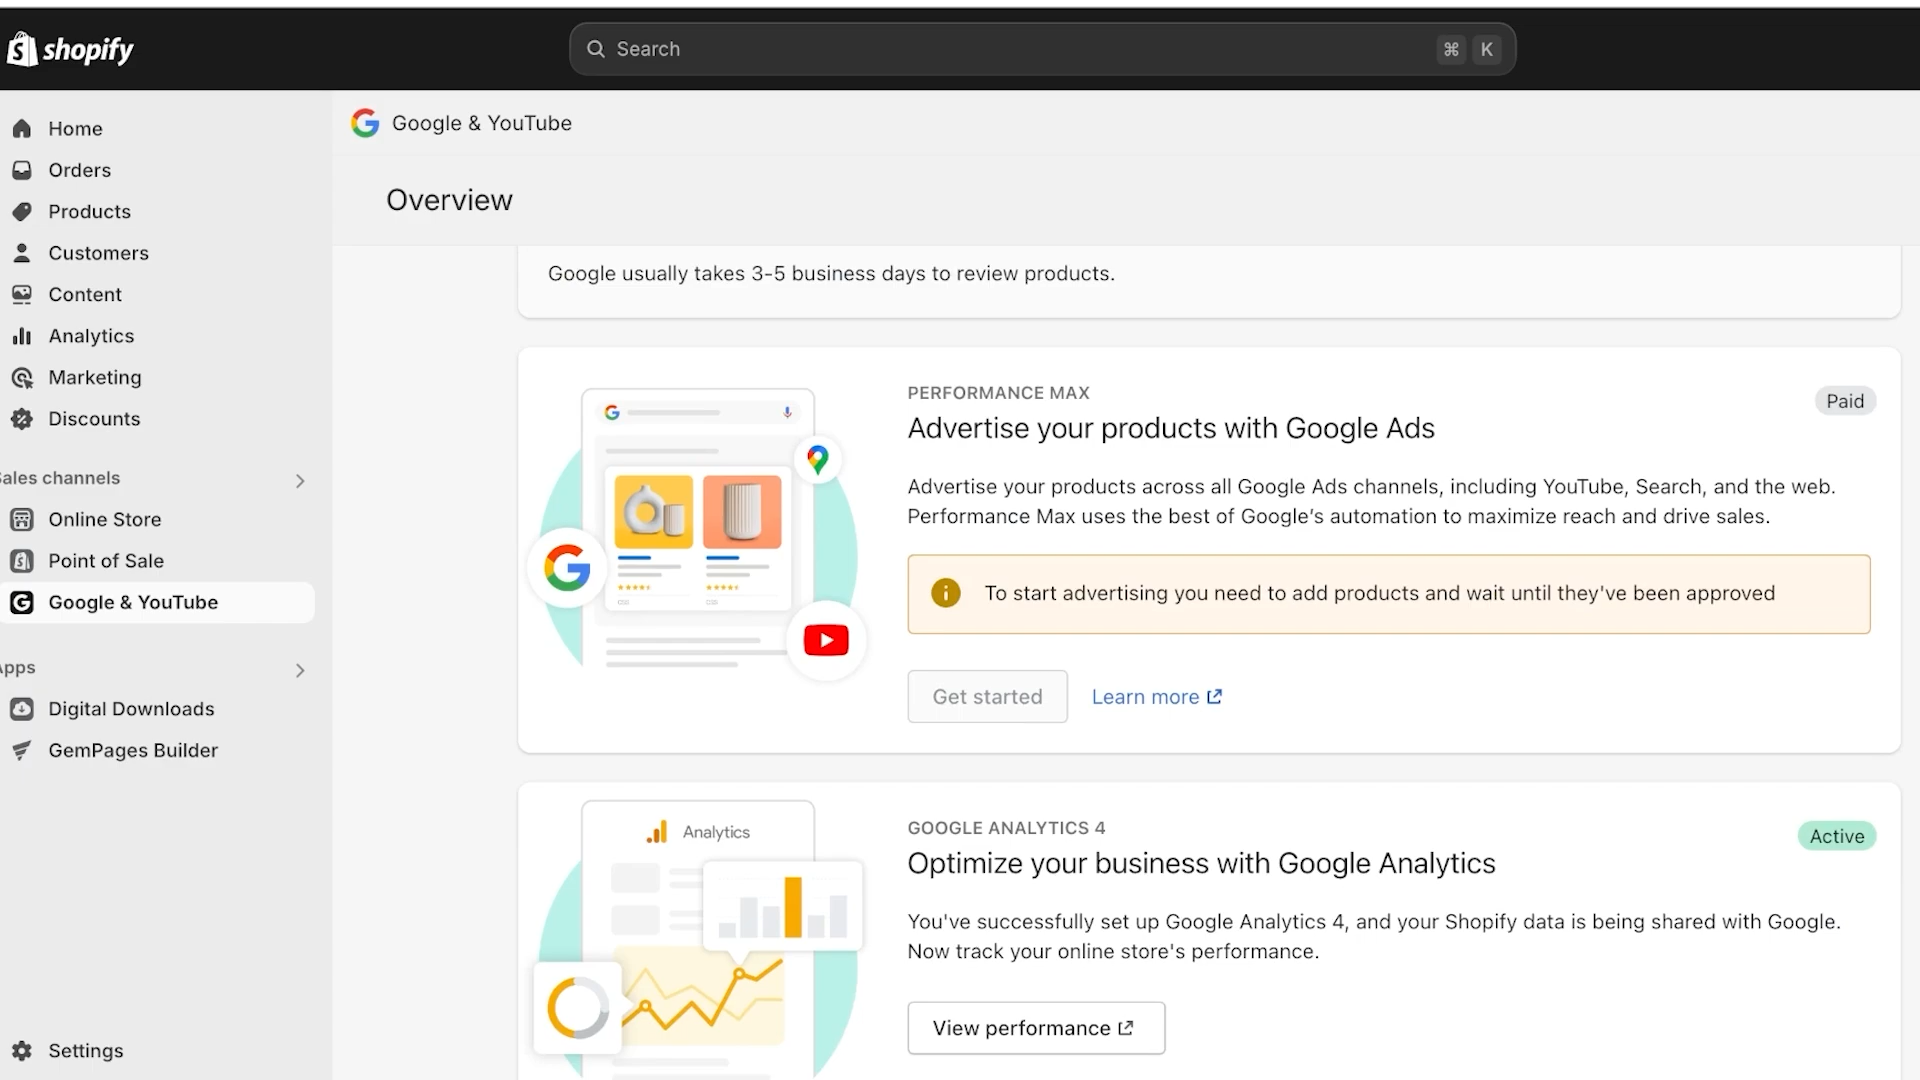 shopify
Search
⌘ K
Home
Orders
Products
Customers
Content
Analytics
Marketing
Discounts
ales channels
Online Store
Point of Sale
Google & YouTube
pps
Digital Downloads
GemPages Builder
Settings
Google & YouTube
Overview
Google usually takes 3-5 business days to review products.
PERFORMANCE MAX
Paid
Advertise your products with Google Ads
Advertise your products across all Google Ads channels, including YouTube, Search, and the web.
Performance Max uses the best of Google's automation to maximize reach and drive sales.
To start advertising you need to add products and wait until they've been approved
Get started
Learn more
Analytics
GOOGLE ANALYTICS 4
Active
Optimize your business with Google Analytics
You've successfully set up Google Analytics 4, and your Shopify data is being shared with Google.
Now track your online store's performance.
View performance